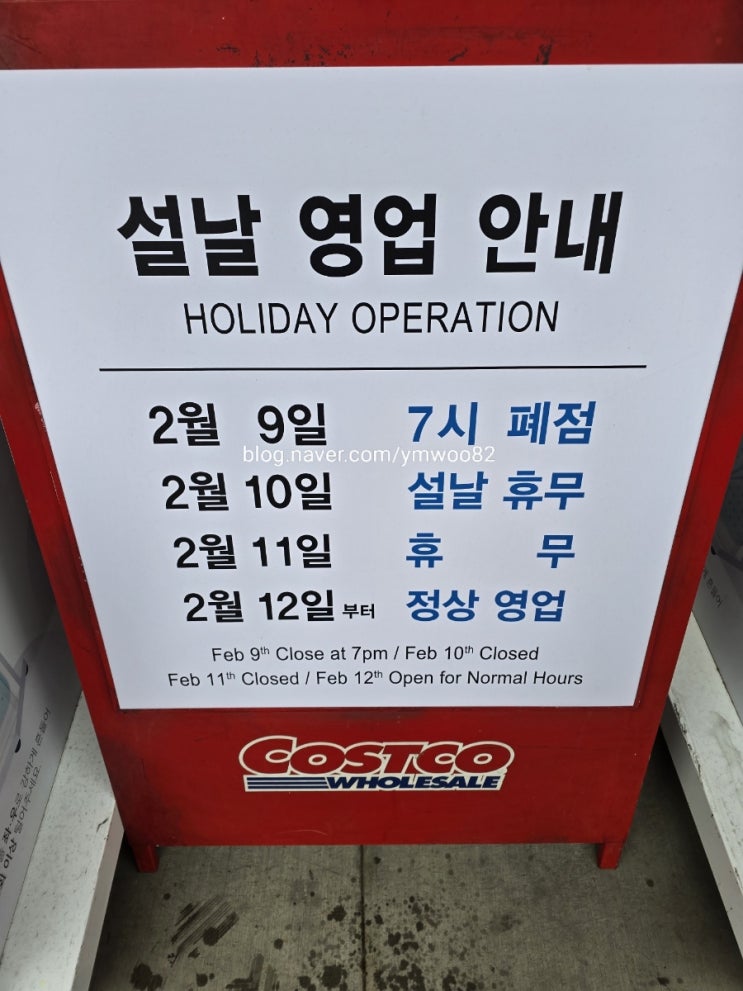 설날 영업 안내
HOLIDAY OPERATION
2월 9일 7시 폐점
blog.naver.com/ymwoo82
2월 10일 설날 휴무
2월 11일 휴 무
2월 12일 부터 정상 영업
Feb 9th Close at 7pm / Feb 10th Closed
Feb 11th Closed / Feb 12th Open for Normal Hours
COSTCO
WHOLESALE